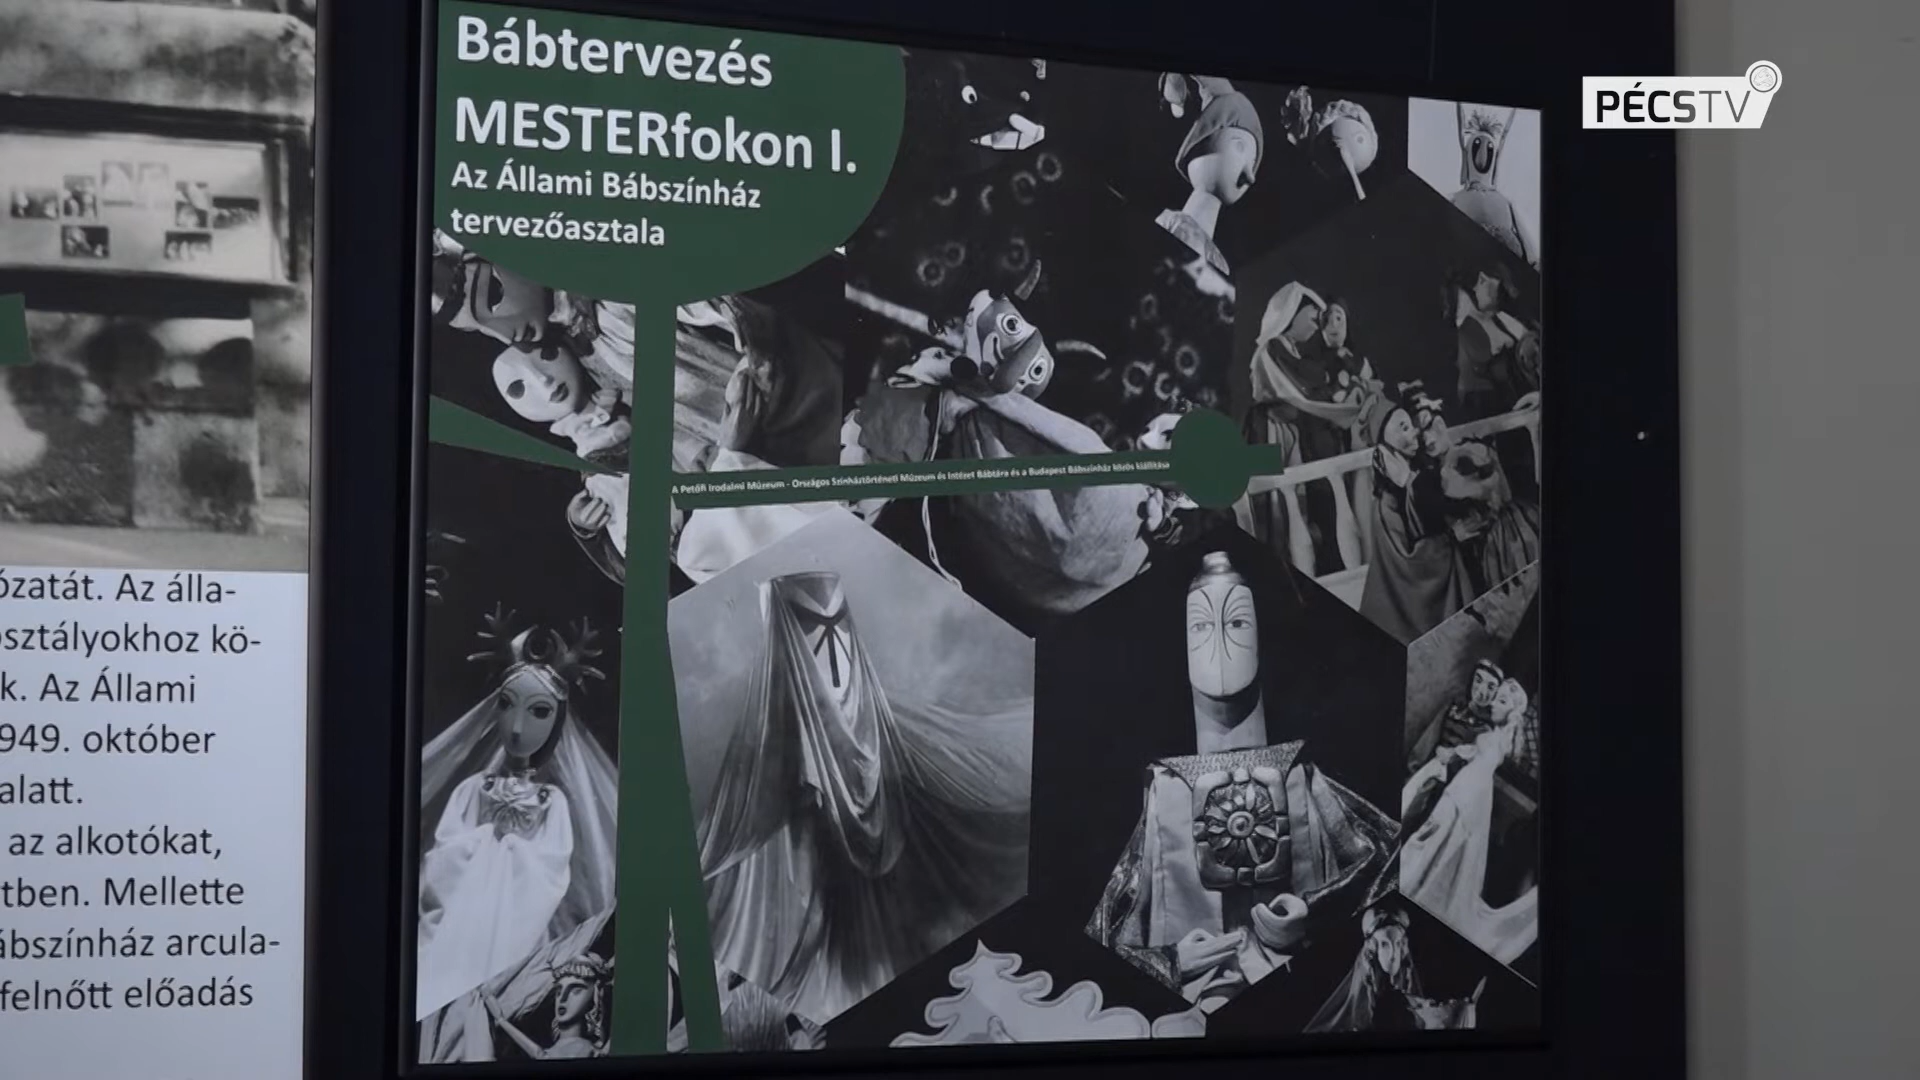 Bábtervezés
MESTERfokon I.
Az Állami Bábszínház
tervezőasztala
A Petőfi Irodalmi Múzeum - Országos Színháztörténeti Múzeum és Intézet Bábtára és a Budapest Bábszínház közös kiállítása
PÉCSTV
ózatát. Az álla-
osztályokhoz kö-
k. Az Állami
949. október
alatt.
az alkotókat,
tben. Mellette
ábszínház arcula-
felnőtt előadás